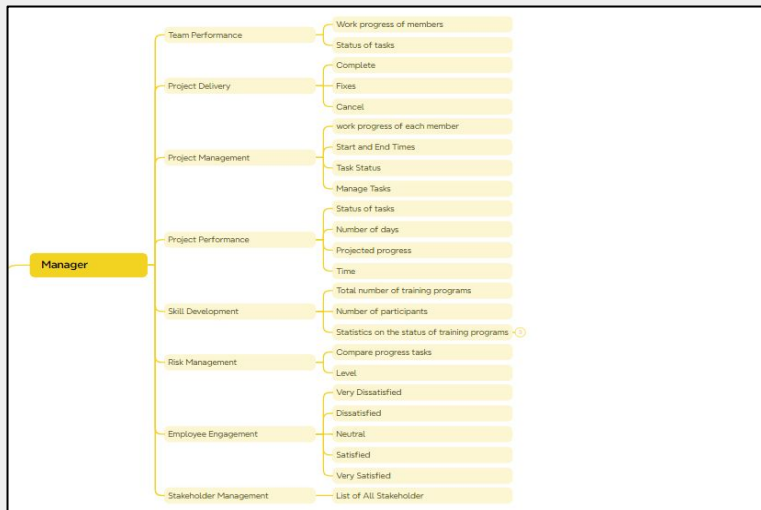 Manager
Team Performance
Work progress of members
Status of tasks
Project Delivery
Complete
Fixes
Cancel
Project Management
work progress of each member
Start and End Times
Task Status
Manage Tasks
Project Performance
Status of tasks
Number of days
Projected progress
Time
Skill Development
Total number of training programs
Number of participants
Statistics on the status of training programs
Risk Management
Compare progress tasks
Level
Employee Engagement
Very Dissatisfied
Dissatisfied
Neutral
Satisfied
Very Satisfied
Stakeholder Management
List of All Stakeholder